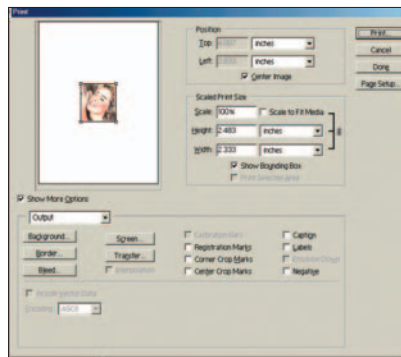 Print
Position
Top: inches
Left: inches
Center Image
Scaled Print Size
Scale: 100% Scale to Fit Media
Height: 2.483 inches
Width: 2.333 inches
Show Bounding Box
Print Selected Area
Print...
Cancel
Done
Page Setup...
Show More Options
Output
Background...
Border...
Bleed...
Screen...
Transfer...
Interpolation
Calibration Bars
Registration Marks
Corner Crop Marks
Center Crop Marks
Caption
Labels
Emulsion Down
Negative
Include Vector Data
Encoding: ASCII